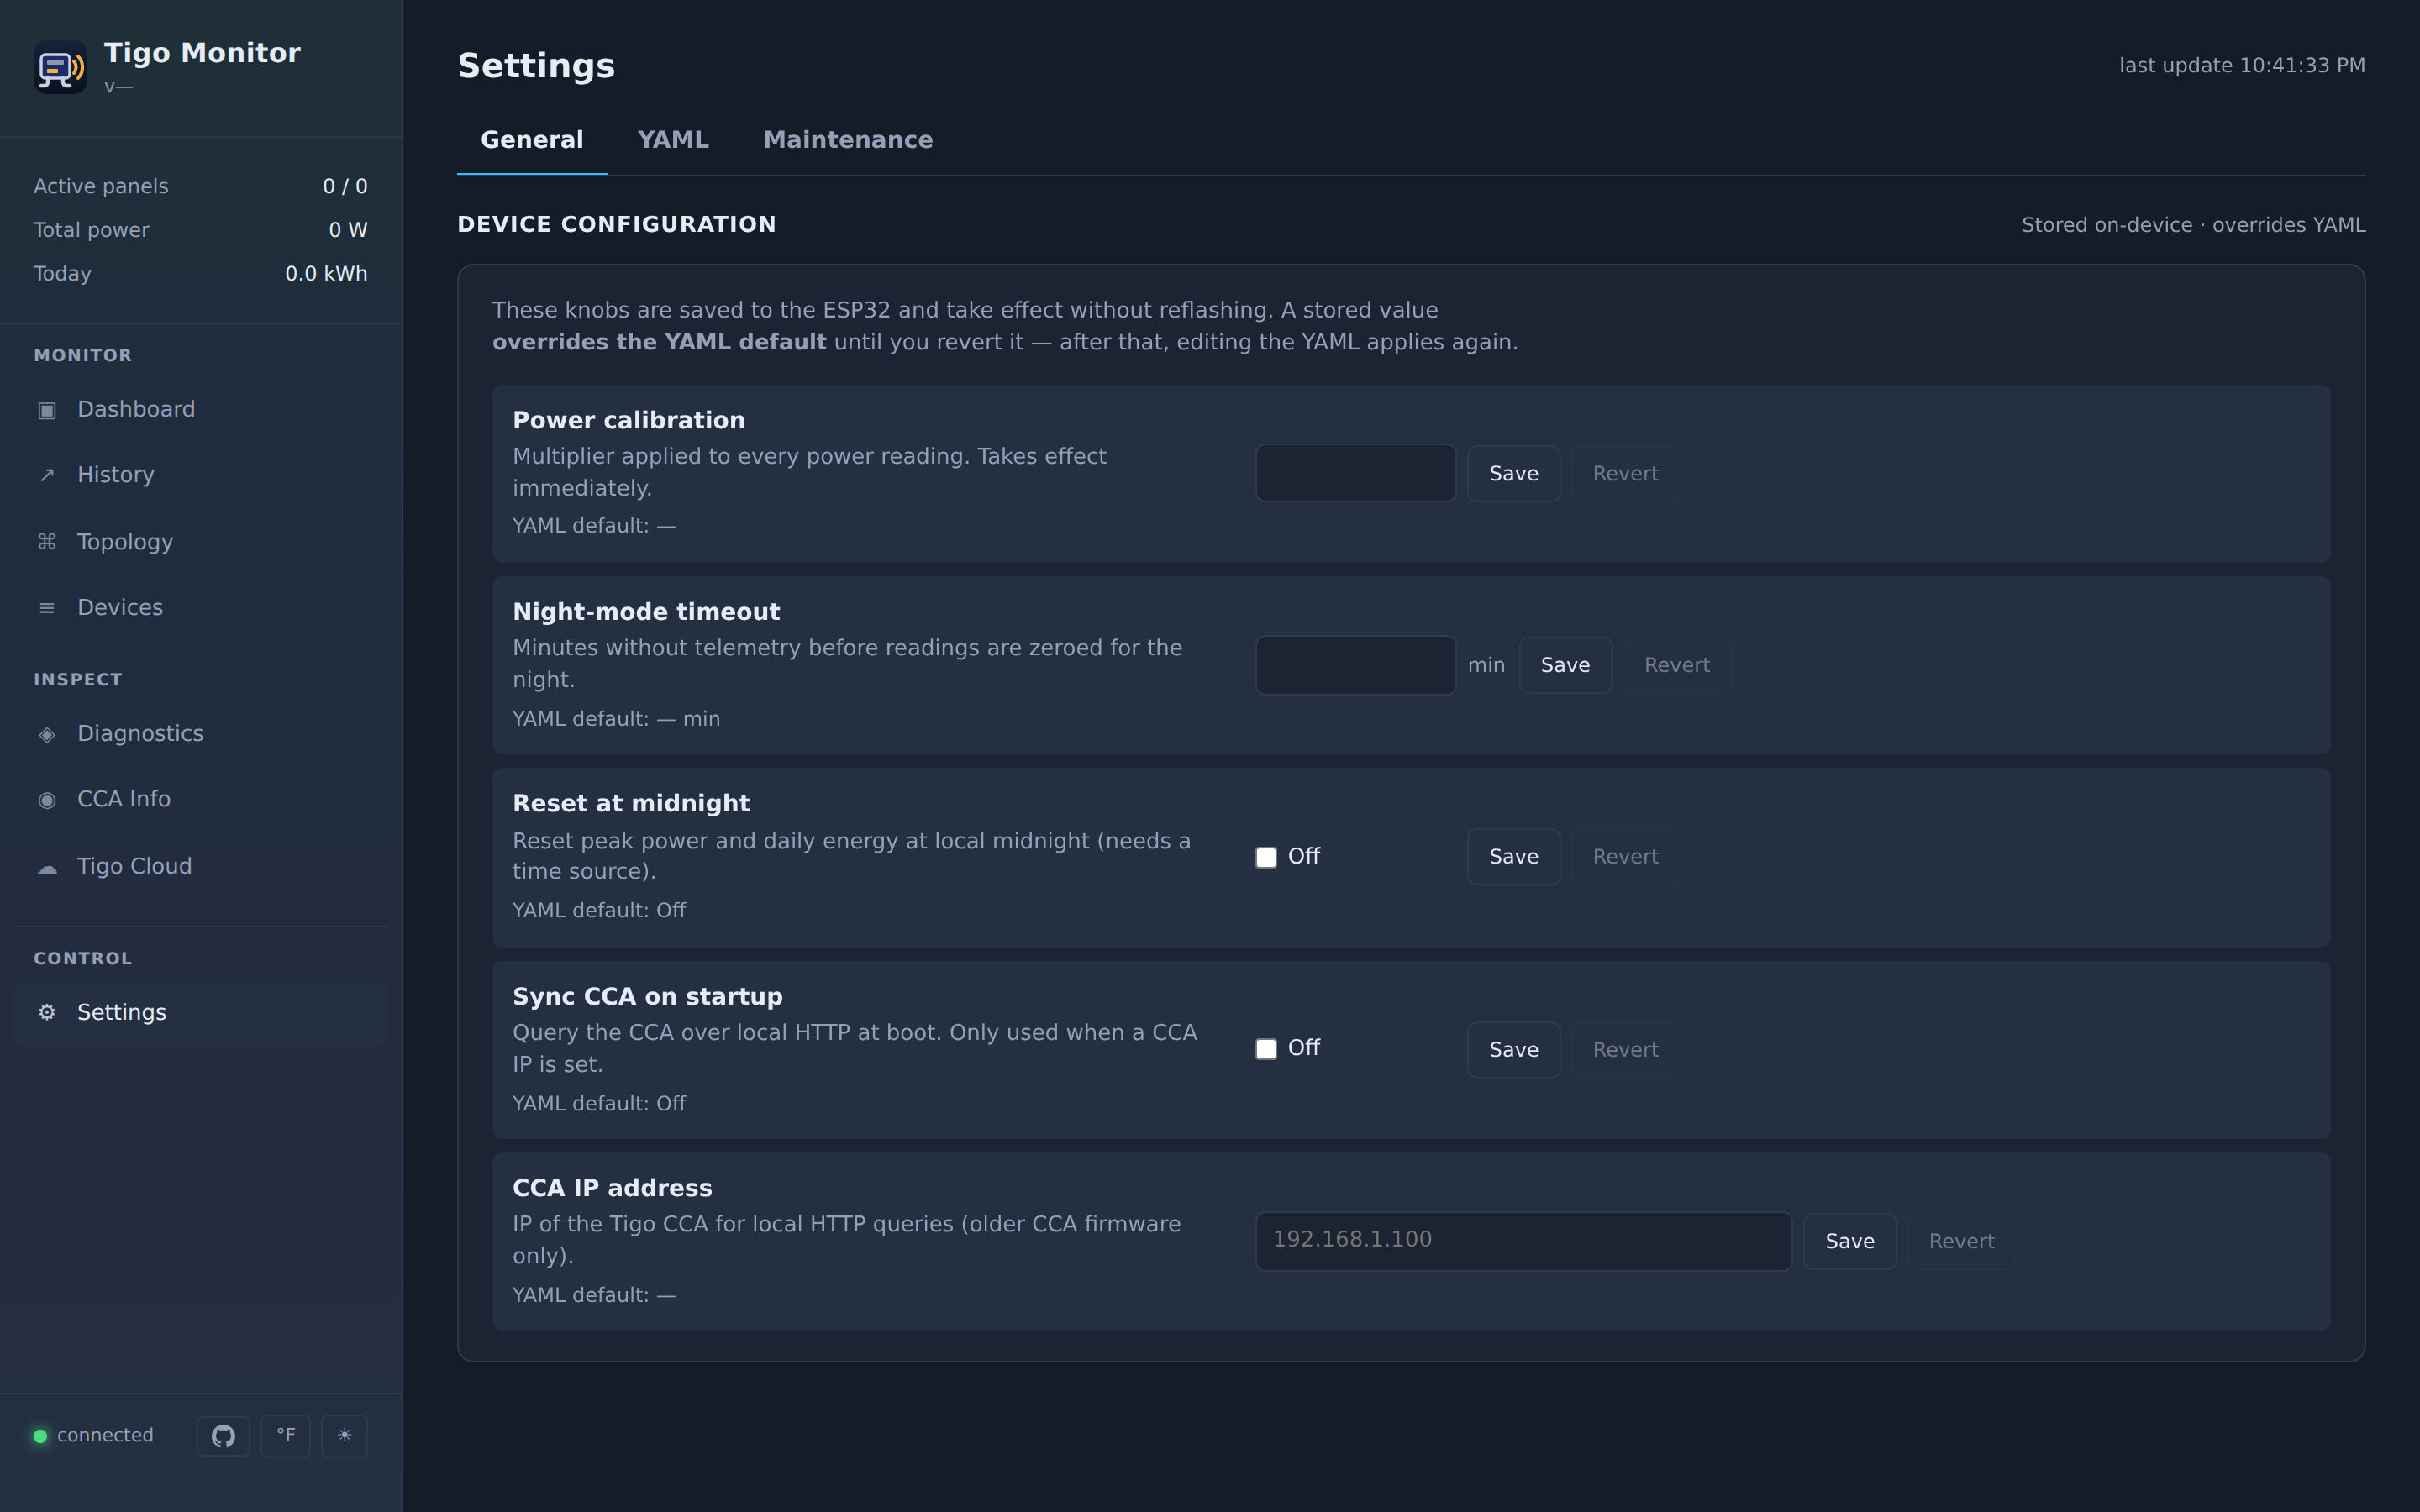 Tigo Monitor
v—
Active panels 0 / 0
Total power 0 W
Today 0.0 kWh
MONITOR
▣ Dashboard
↗ History
⌘ Topology
≡ Devices
INSPECT
◈ Diagnostics
◉ CCA Info
☁ Tigo Cloud
CONTROL
⚙ Settings
connected
°F
☀
Settings
last update 10:41:33 PM
General YAML Maintenance
DEVICE CONFIGURATION
Stored on-device · overrides YAML
These knobs are saved to the ESP32 and take effect without reflashing. A stored value
overrides the YAML default until you revert it — after that, editing the YAML applies again.
Power calibration
Multiplier applied to every power reading. Takes effect
immediately.
YAML default: —
Save Revert
Night-mode timeout
Minutes without telemetry before readings are zeroed for the
night.
YAML default: — min
min Save Revert
Reset at midnight
Reset peak power and daily energy at local midnight (needs a
time source).
YAML default: Off
Off Save Revert
Sync CCA on startup
Query the CCA over local HTTP at boot. Only used when a CCA
IP is set.
YAML default: Off
Off Save Revert
CCA IP address
IP of the Tigo CCA for local HTTP queries (older CCA firmware
only).
YAML default: —
192.168.1.100 Save Revert